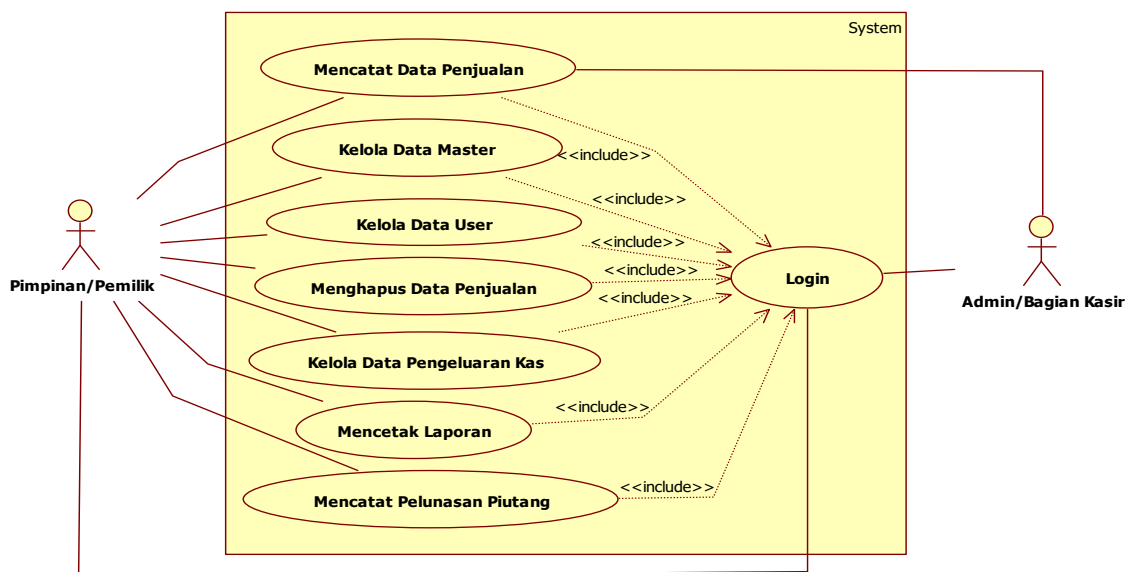 System
Mencatat Data Penjualan
Kelola Data Master
<<include>>
<<include>>
Kelola Data User
<<include>>
Menghapus Data Penjualan
<<include>>
Login
Pimpinan/Pemilik
<<include>>
Admin/Bagian Kasir
Kelola Data Pengeluaran Kas
<<include>>
Mencetak Laporan
<<include>>
Mencatat Pelunasan Piutang